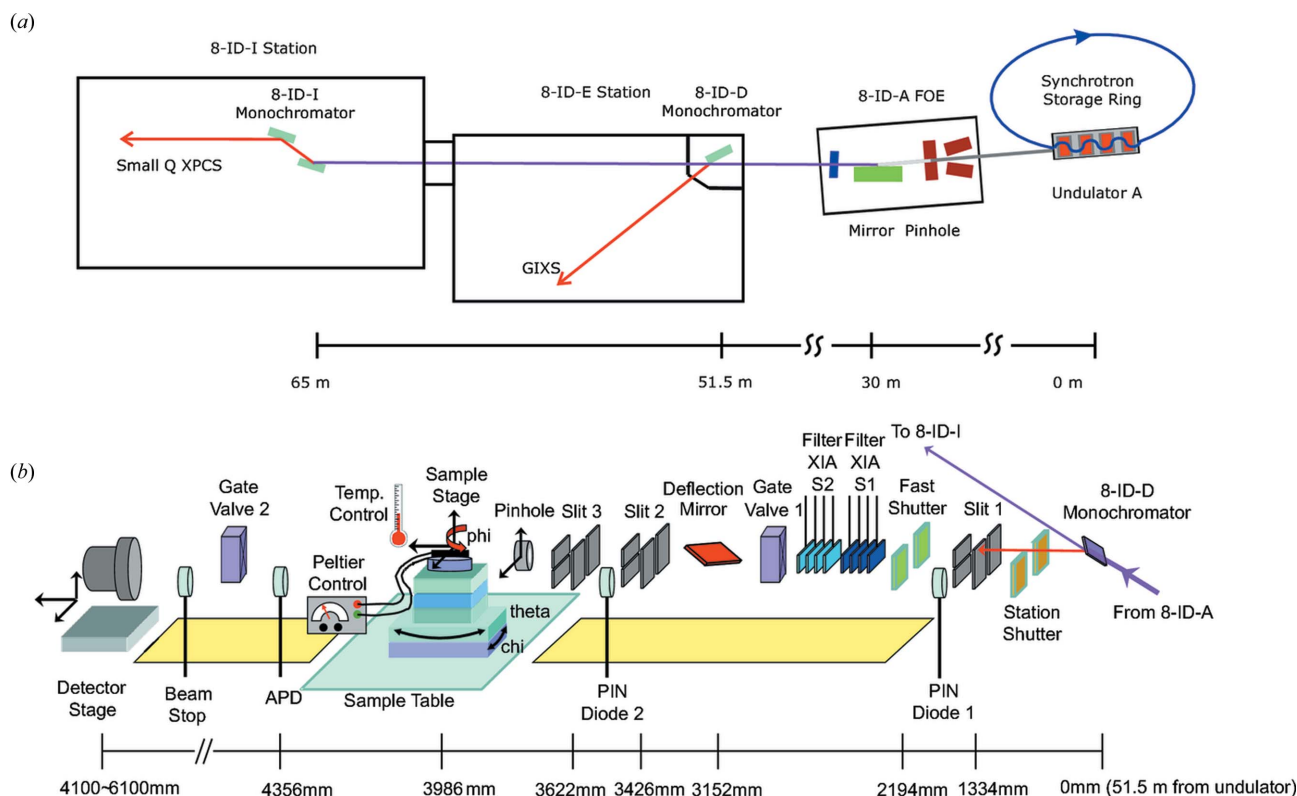 (a)
8-ID-I Station
8-ID-I
Monochromator
Small Q XPCS
8-ID-E Station
8-ID-D
Monochromator
GIXS
8-ID-A FOE
Mirror Pinhole
Synchrotron
Storage Ring
Undulator A
65 m
51.5 m
30 m
0 m
(b)
Gate
Valve 2
Temp.
Control
Sample
Stage
phi
Peltier
Control
Pinhole
Slit 3
Slit 2
Deflection
Mirror
Gate
Valve 1
Filter
XIA
S2
Filter
XIA
S1
Fast
Shutter
Slit 1
To 8-ID-I
8-ID-D
Monochromator
From 8-ID-A
Station
Shutter
theta
chi
Detector
Stage
Beam
Stop
APD
Sample Table
PIN
Diode 2
PIN
Diode 1
4100~6100mm
4356mm
3986mm
3622mm
3426mm
3152mm
2194mm
1334mm
0mm (51.5 m from undulator)